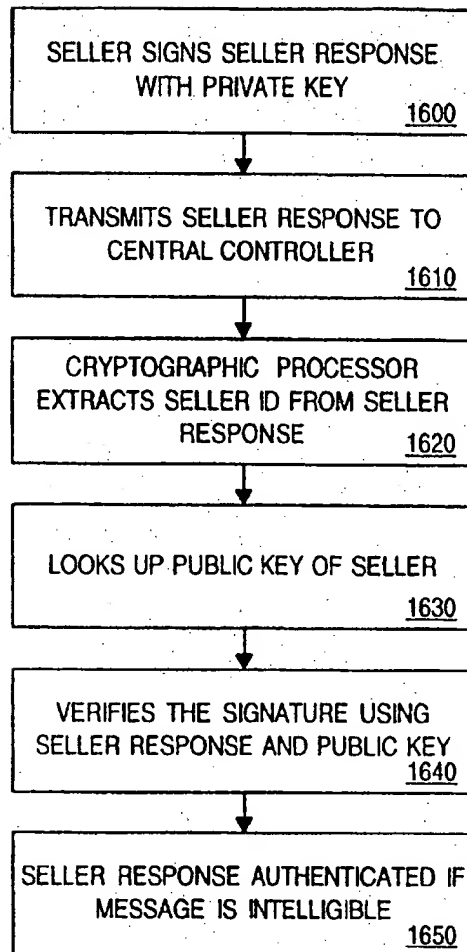 SELLER SIGNS SELLER RESPONSE
WITH PRIVATE KEY
1600
TRANSMITS SELLER RESPONSE TO
CENTRAL CONTROLLER
1610
CRYPTOGRAPHIC PROCESSOR
EXTRACTS SELLER ID FROM SELLER
RESPONSE
1620
LOOKS UP PUBLIC KEY OF SELLER
1630
VERIFIES THE SIGNATURE USING
SELLER RESPONSE AND PUBLIC KEY
1640
SELLER RESPONSE AUTHENTICATED IF
MESSAGE IS INTELLIGIBLE
1650